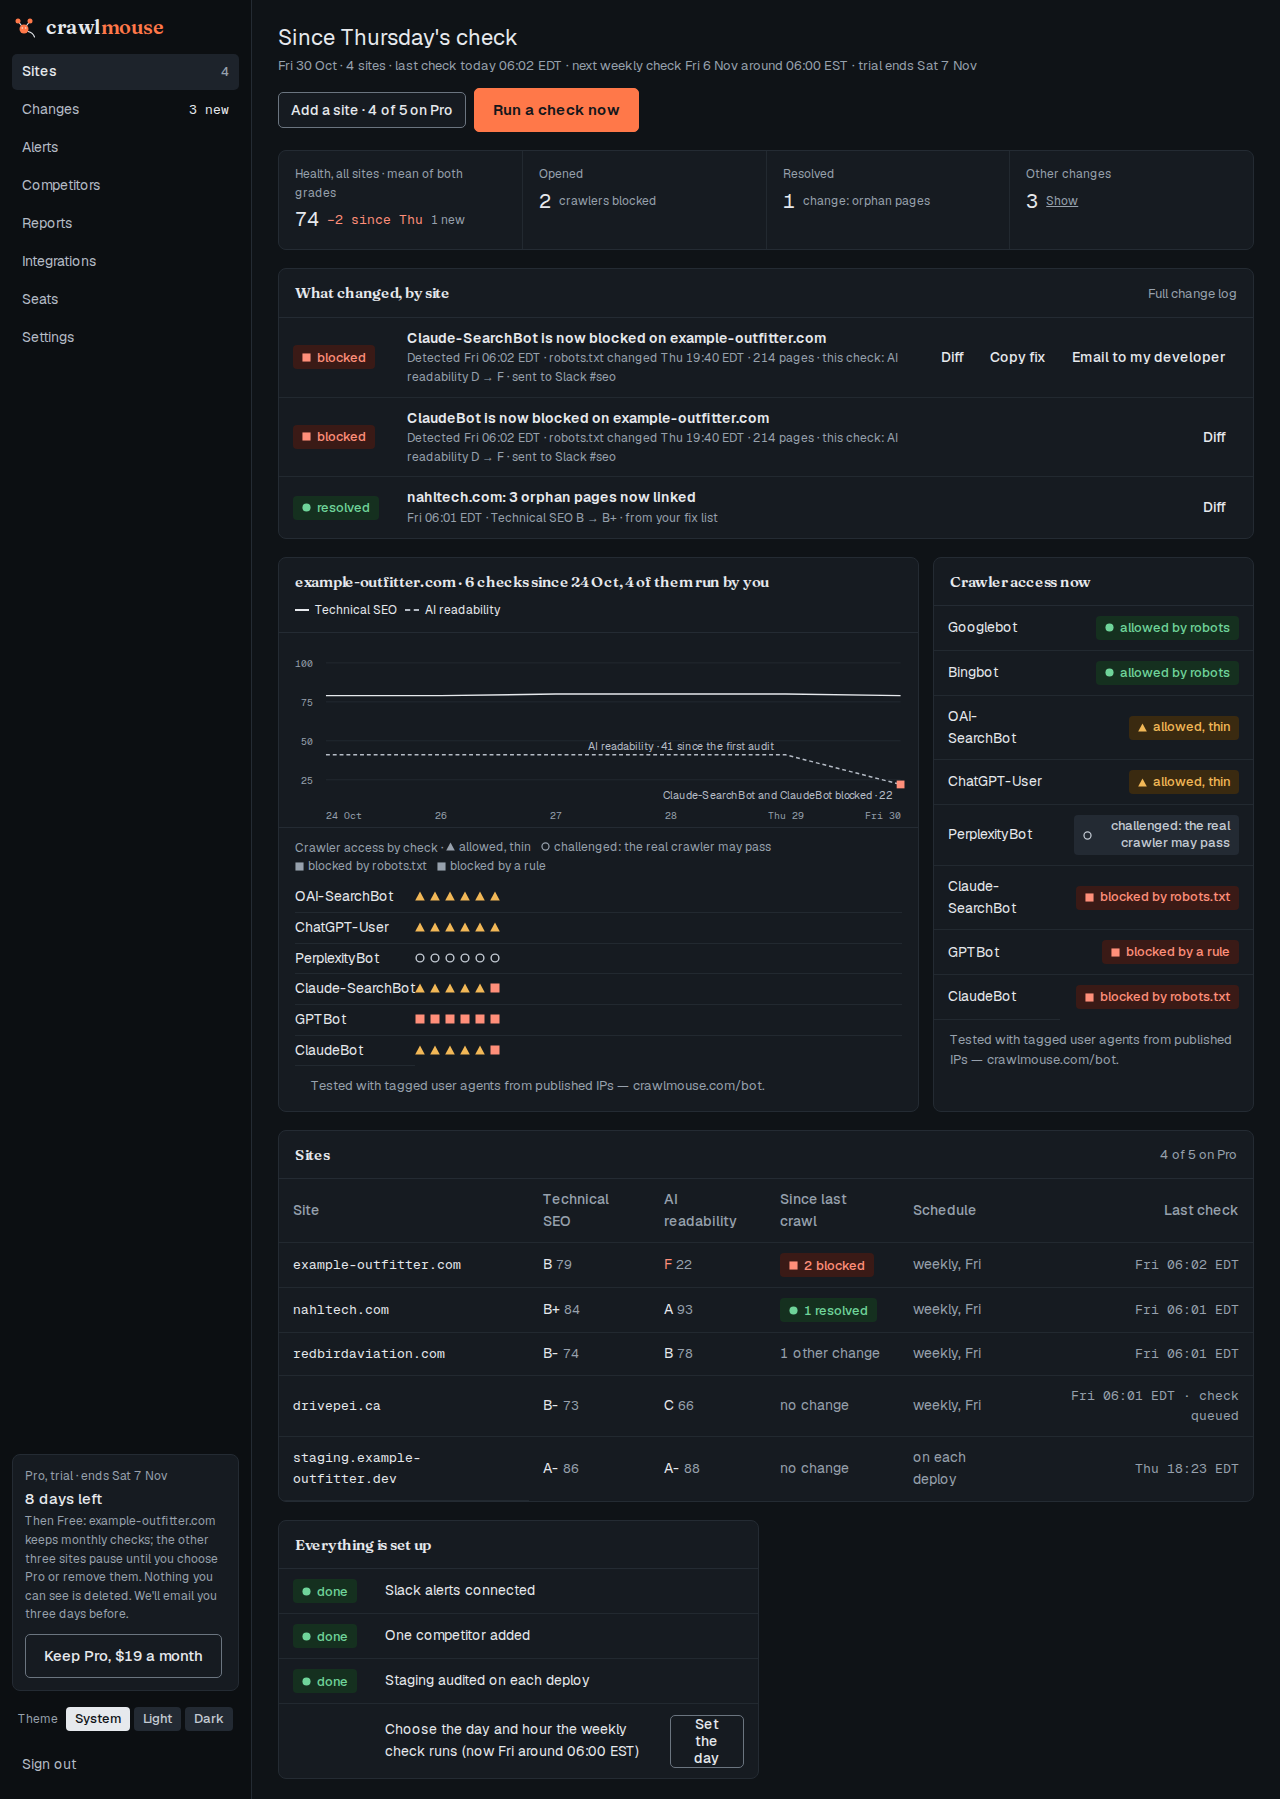 crawlmouse
Sites 4
Changes 3 new
Alerts
Competitors
Reports
Integrations
Seats
Settings
Pro, trial · ends Sat 7 Nov
8 days left
Then Free: example-outfitter.com
keeps monthly checks; the other
three sites pause until you choose
Pro or remove them. Nothing you
can see is deleted. We'll email you
three days before.
Keep Pro, $19 a month
Theme System Light Dark
Sign out
Since Thursday's check
Fri 30 Oct · 4 sites · last check today 06:02 EDT · next weekly check Fri 6 Nov around 06:00 EST · trial ends Sat 7 Nov
Add a site · 4 of 5 on Pro
Run a check now
Health, all sites · mean of both
grades
74 −2 since Thu 1 new
Opened
2 crawlers blocked
Resolved
1 change: orphan pages
Other changes
3 Show
What changed, by site
Full change log
blocked
Claude-SearchBot is now blocked on example-outfitter.com
Detected Fri 06:02 EDT · robots.txt changed Thu 19:40 EDT · 214 pages · this check: AI
readability D → F · sent to Slack #seo
Diff Copy fix Email to my developer
blocked
ClaudeBot is now blocked on example-outfitter.com
Detected Fri 06:02 EDT · robots.txt changed Thu 19:40 EDT · 214 pages · this check: AI
readability D → F · sent to Slack #seo
Diff
resolved
nahltech.com: 3 orphan pages now linked
Fri 06:01 EDT · Technical SEO B → B+ · from your fix list
Diff
example-outfitter.com · 6 checks since 24 Oct, 4 of them run by you
Technical SEO AI readability
100
75
50
25
AI readability · 41 since the first audit
Claude-SearchBot and ClaudeBot blocked · 22
24 Oct 26 27 28 Thu 29 Fri 30
Crawler access by check · ▲ allowed, thin ○ challenged: the real crawler may pass
■ blocked by robots.txt ■ blocked by a rule
OAI-SearchBot
ChatGPT-User
PerplexityBot
Claude-SearchBot
GPTBot
ClaudeBot
Tested with tagged user agents from published IPs — crawlmouse.com/bot.
Crawler access now
Googlebot allowed by robots
Bingbot allowed by robots
OAI-
SearchBot
allowed, thin
ChatGPT-User allowed, thin
PerplexityBot
challenged: the real
crawler may pass
Claude-
SearchBot
blocked by robots.txt
GPTBot blocked by a rule
ClaudeBot blocked by robots.txt
Tested with tagged user agents from published
IPs — crawlmouse.com/bot.
Sites
4 of 5 on Pro
Site
Technical
SEO
AI
readability
Since last
crawl
Schedule
Last check
example-outfitter.com B 79 F 22 2 blocked weekly, Fri Fri 06:02 EDT
nahltech.com B+ 84 A 93 1 resolved weekly, Fri Fri 06:01 EDT
redbirdaviation.com B- 74 B 78 1 other change weekly, Fri Fri 06:01 EDT
drivepei.ca B- 73 C 66 no change weekly, Fri
Fri 06:01 EDT · check
queued
staging.example-
outfitter.dev
A- 86 A- 88 no change
on each
deploy
Thu 18:23 EDT
Everything is set up
done Slack alerts connected
done One competitor added
done Staging audited on each deploy
Choose the day and hour the weekly
check runs (now Fri around 06:00 EST)
Set
the
day